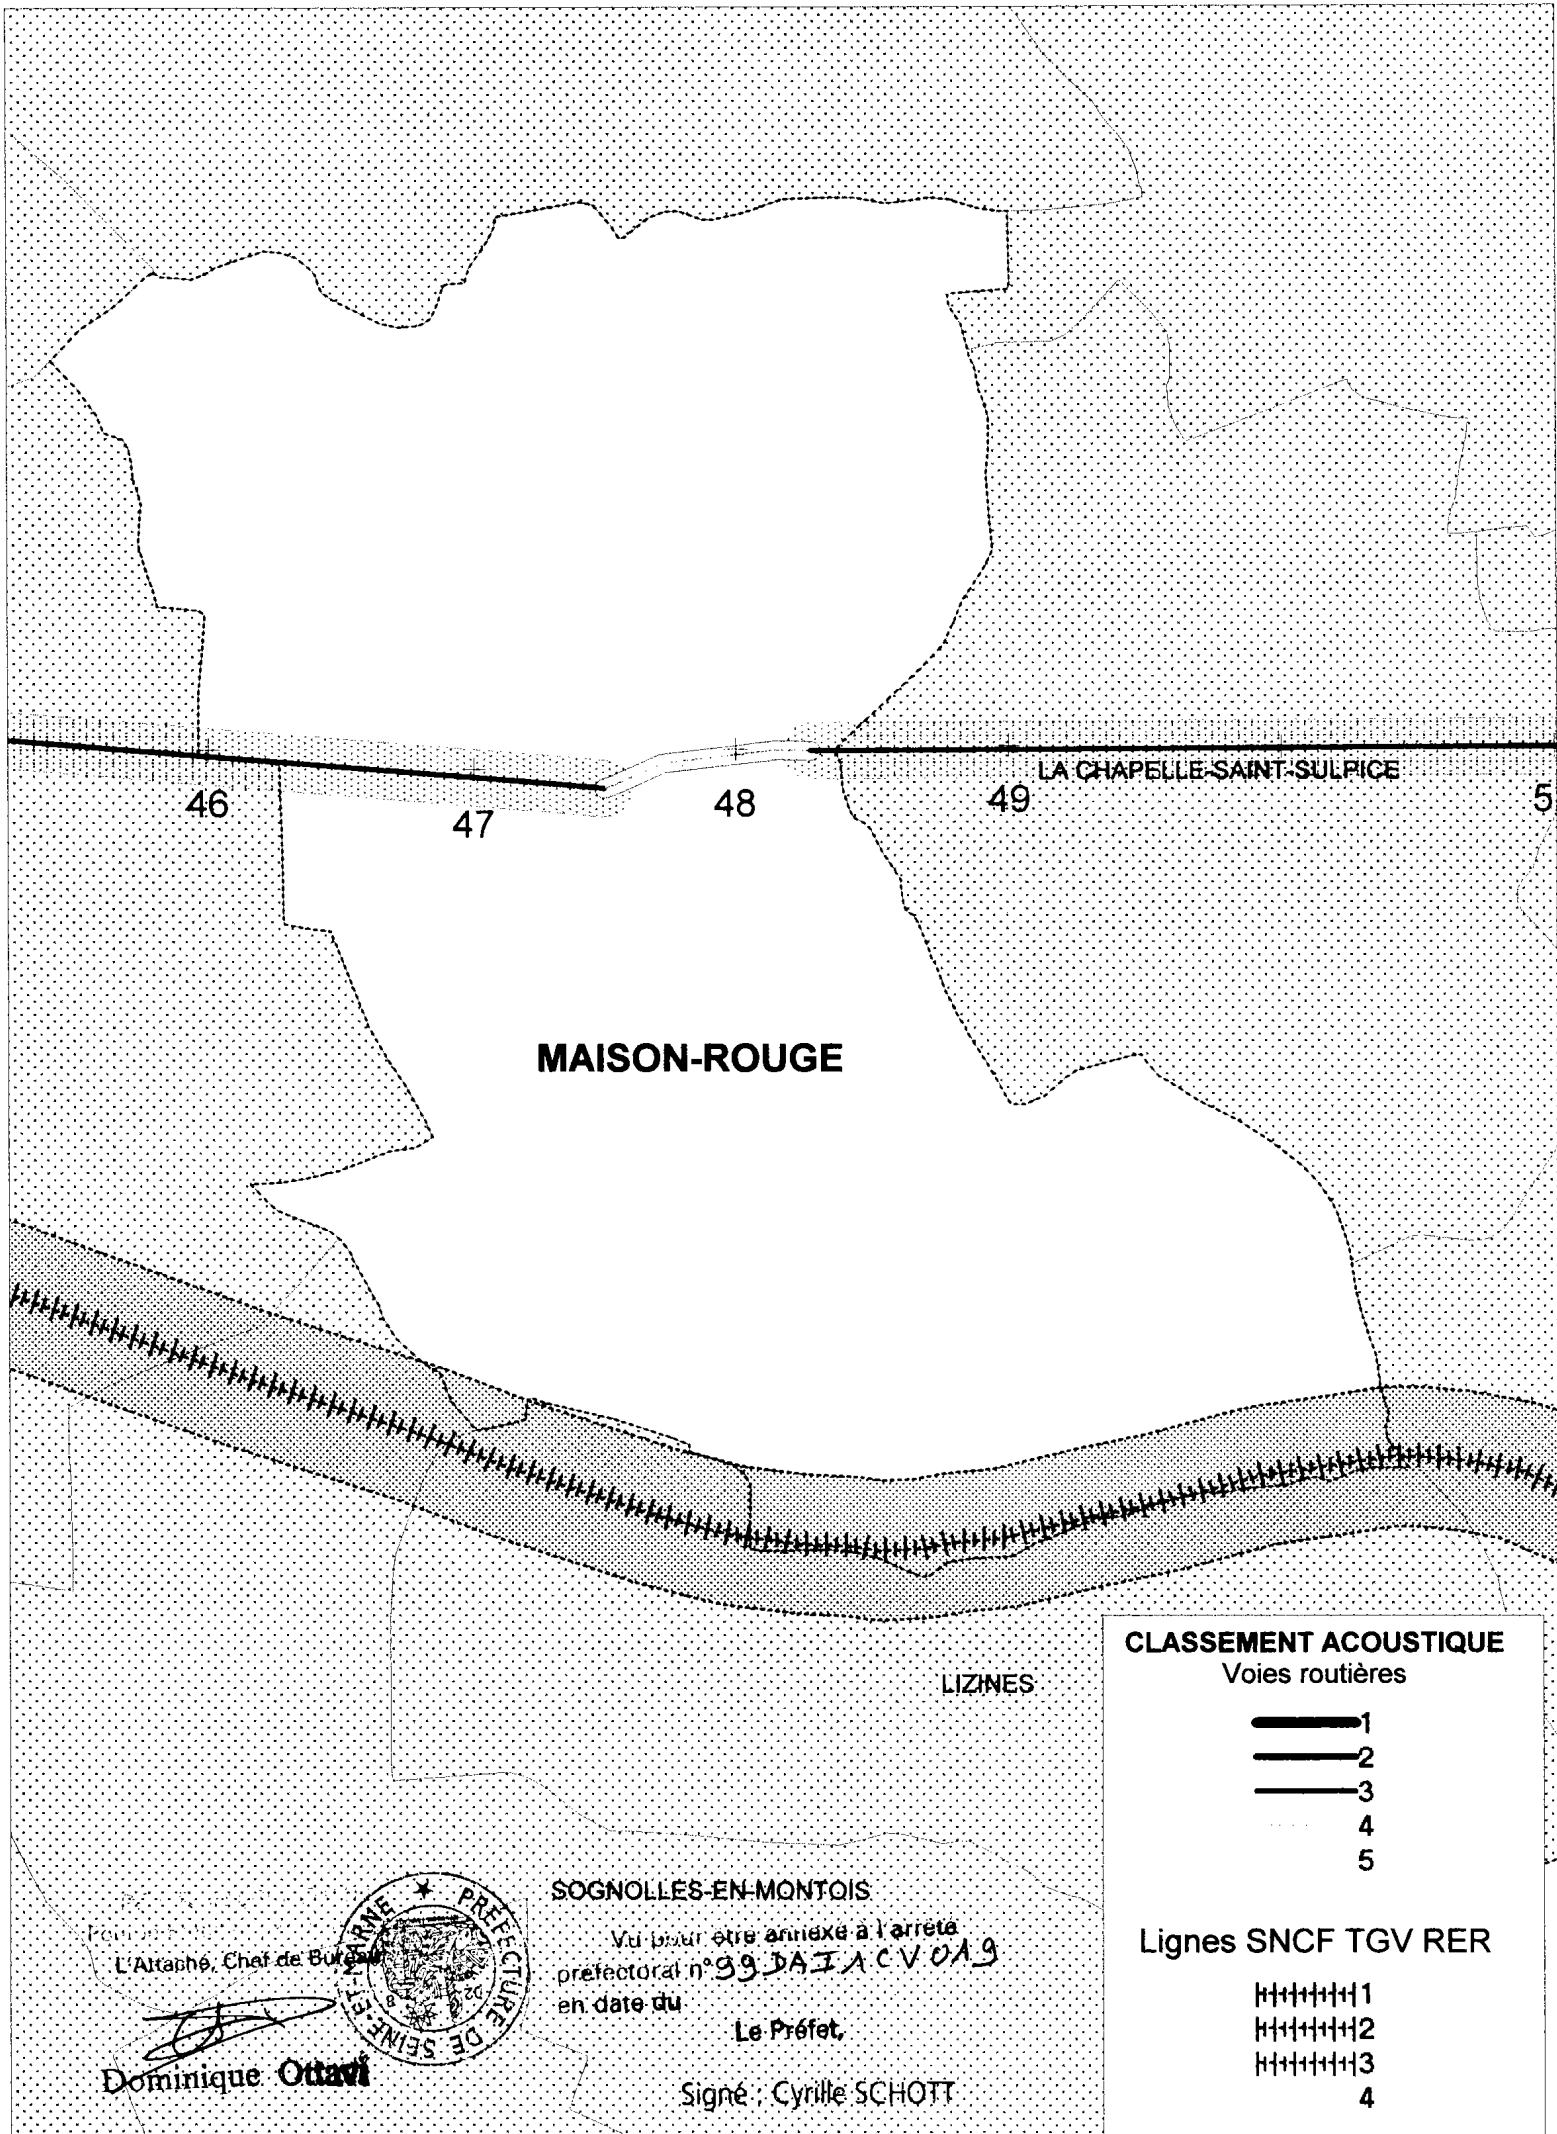 46
47
48
49
5
LA CHAPELLE-SAINT-SULPICE
MAISON-ROUGE
LIZINES
CLASSEMENT ACOUSTIQUE
Voies routières
1
2
3
4
5
Lignes SNCF TGV RER
1
2
3
4
SOGNOLLES-EN-MONTOIS
Vu pour être annexé à l'arrêté
préfectoral n° 99 DAI 1 CV 019
en date du
Le Préfet,
Signé : Cyrille SCHOTT
L'Attaché, Chef de Bureau
Dominique Ottavi
PREFECTURE DE SEINE-ET-MARNE